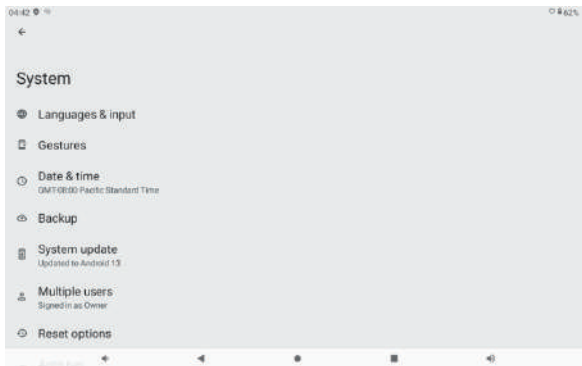 04:42
62%
System
Languages & input
Gestures
Date & time
GMT-08:00 Pacific Standard Time
Backup
System update
Updated to Android 13
Multiple users
Signed in as Owner
Reset options